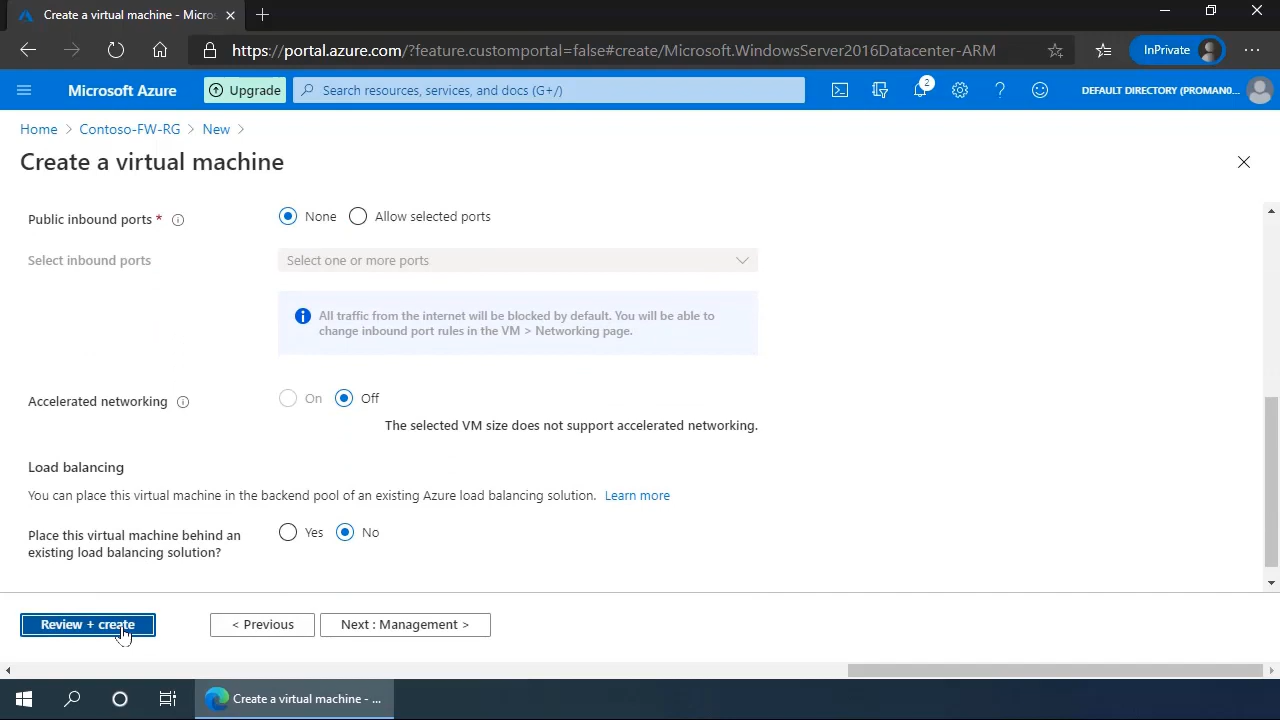 Create a virtual machine - Micros
https://portal.azure.com/?feature.customportal=false#create/Microsoft.WindowsServer2016Datacenter-ARM
InPrivate
Microsoft Azure
Upgrade
Search resources, services, and docs (G+/)
2
DEFAULT DIRECTORY (PROMAN0...
Home > Contoso-FW-RG > New >
Create a virtual machine
Public inbound ports *
None
Allow selected ports
Select inbound ports
Select one or more ports
All traffic from the internet will be blocked by default. You will be able to
change inbound port rules in the VM > Networking page.
Accelerated networking
On
Off
The selected VM size does not support accelerated networking.
Load balancing
You can place this virtual machine in the backend pool of an existing Azure load balancing solution. Learn more
Place this virtual machine behind an
existing load balancing solution?
Yes
No
Review + create
< Previous
Next : Management >
Create a virtual machine - ...